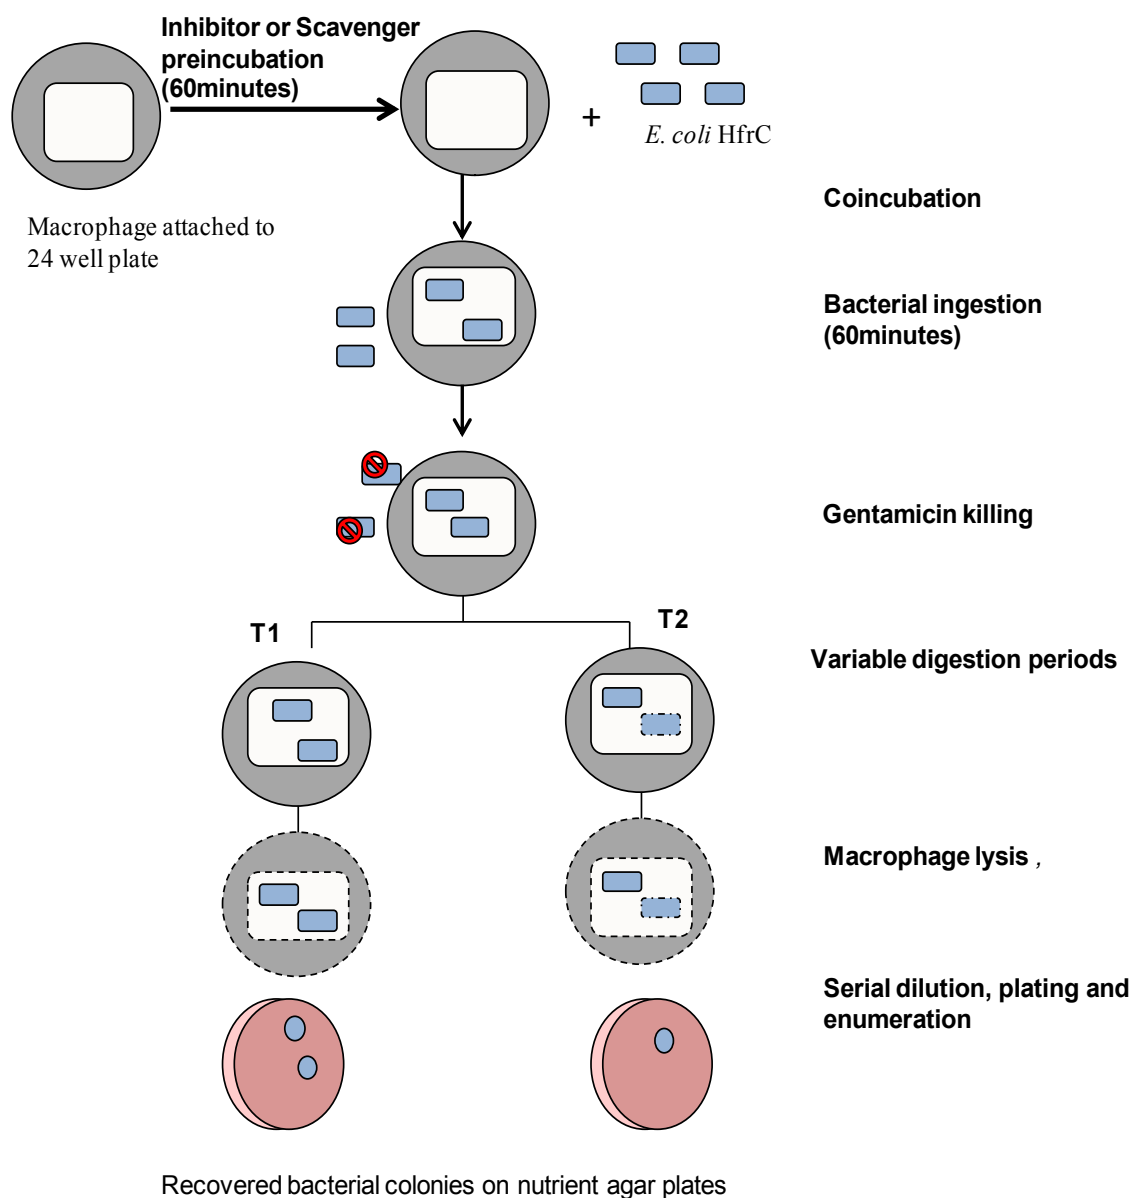 Inhibitor or Scavenger
preincubation
(60minutes)
+
E. coli HfrC
Macrophage attached to
24 well plate
Coincubation
Bacterial ingestion
(60minutes)
Gentamicin killing
T1
T2
Variable digestion periods
Macrophage lysis ,
Serial dilution, plating and
enumeration
Recovered bacterial colonies on nutrient agar plates